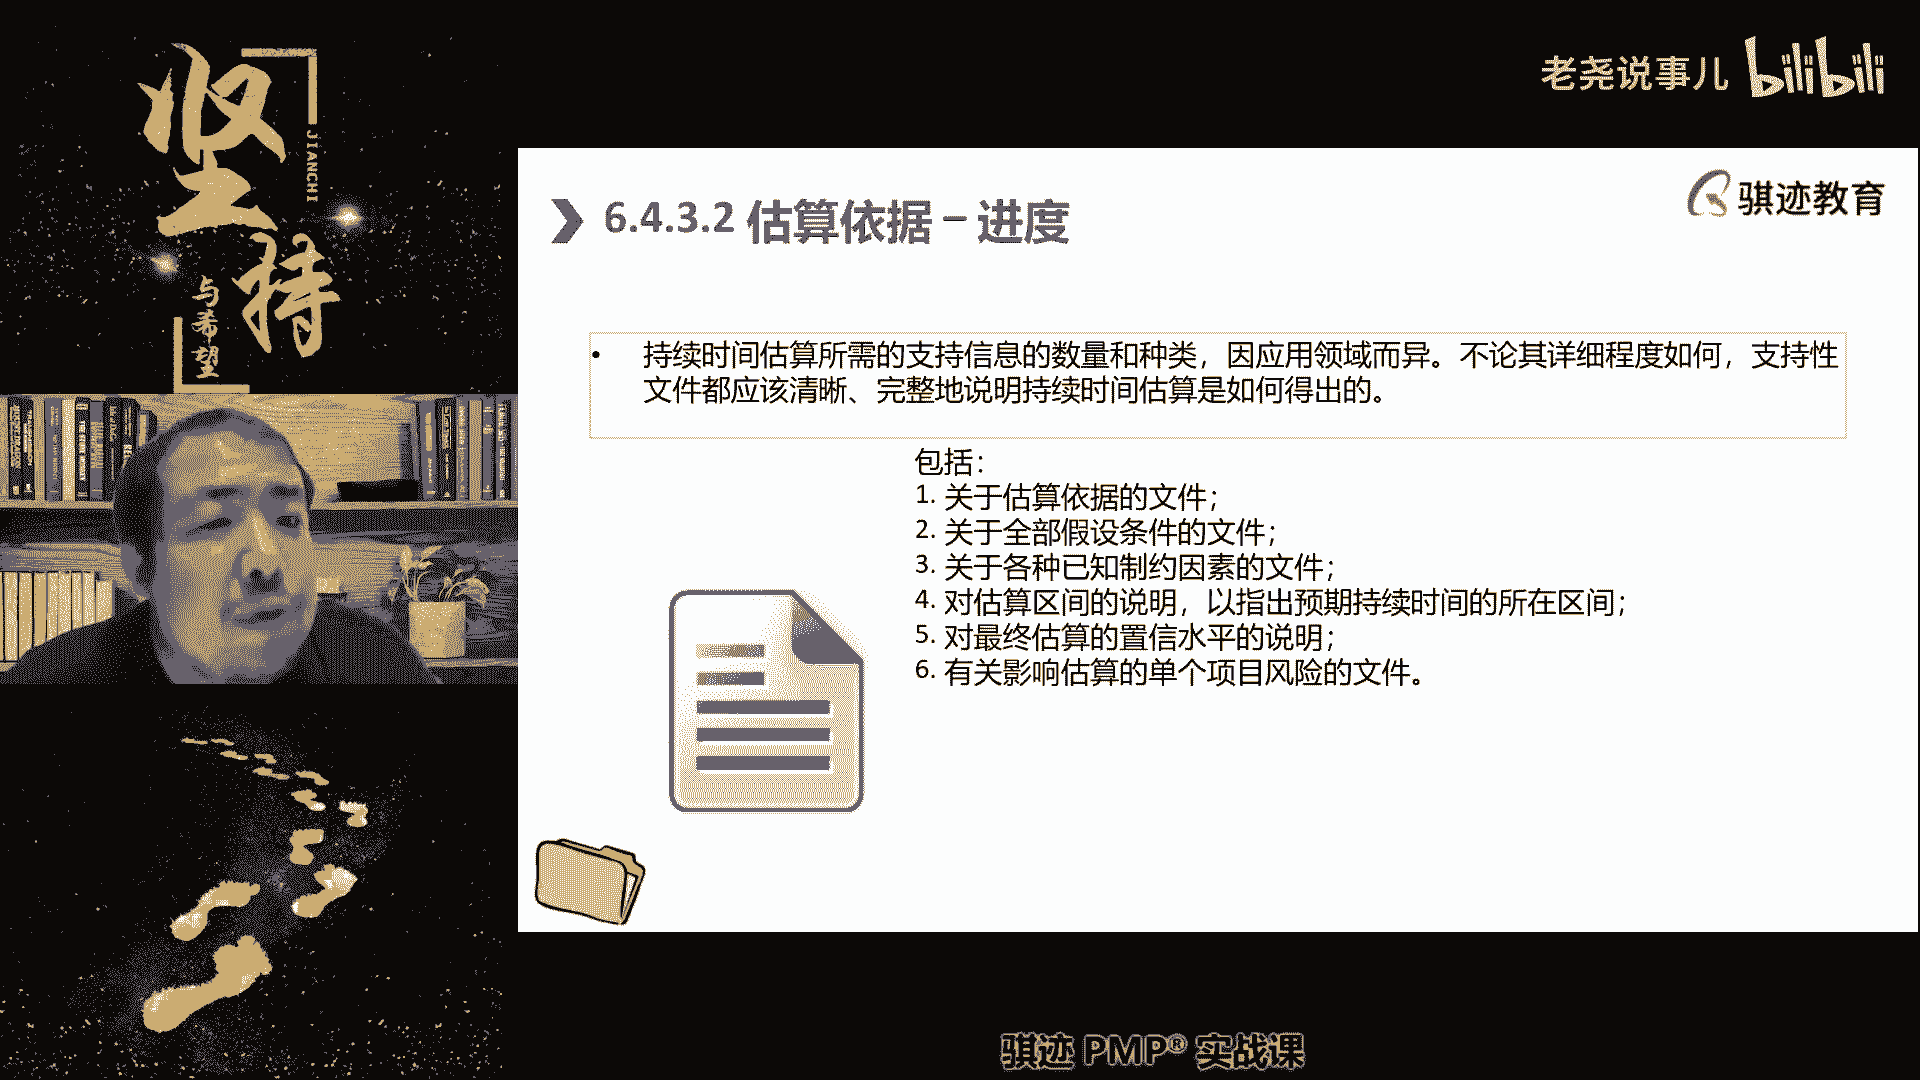 坚持
JIANCHI
与希望
老尧说事儿 bilibili
骐迹教育
6.4.3.2 估算依据 – 进度
• 持续时间估算所需的支持信息的数量和种类，因应用领域而异。不论其详细程度如何，支持性
文件都应该清晰、完整地说明持续时间估算是如何得出的。
包括：
1. 关于估算依据的文件；
2. 关于全部假设条件的文件；
3. 关于各种已知制约因素的文件；
4. 对估算区间的说明，以指出预期持续时间的所在区间；
5. 对最终估算的置信水平的说明；
6. 有关影响估算的单个项目风险的文件。
骐迹 PMP® 实战课